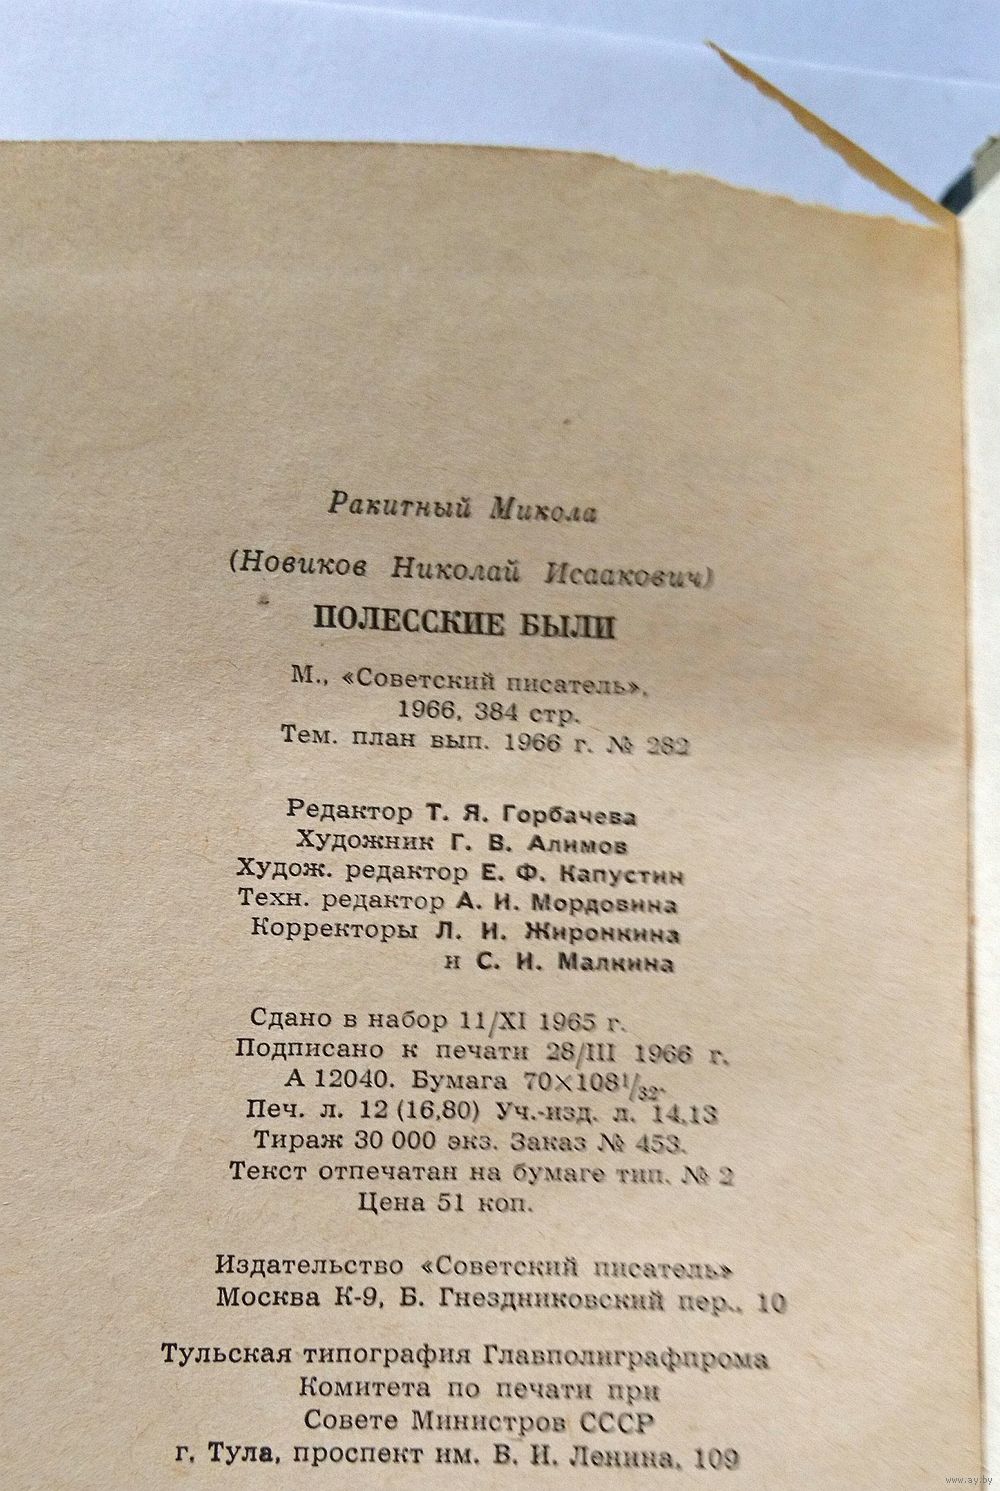 Ракитный Микола
(Новиков Николай Исаакович)
ПОЛЕССКИЕ БЫЛИ
М., «Советский писатель»,
1966, 384 стр.
Тем. план вып. 1966 г. № 282
Редактор Т. Я. Горбачева
Художник Г. В. Алимов
Худож. редактор Е. Ф. Капустин
Техн. редактор А. И. Мордовина
Корректоры Л. И. Жиронкина
и С. И. Малкина
Сдано в набор 11/XI 1965 г.
Подписано к печати 28/III 1966 г.
А 12040. Бумага 70×108¹/₃₂.
Печ. л. 12 (16,80) Уч.-изд. л. 14,13
Тираж 30 000 экз. Заказ № 453.
Текст отпечатан на бумаге тип. № 2
Цена 51 коп.
Издательство «Советский писатель»
Москва К-9, Б. Гнездниковский пер., 10
Тульская типография Главполиграфпрома
Комитета по печати при
Совете Министров СССР
г. Тула, проспект им. В. И. Ленина, 109
www.ay.by